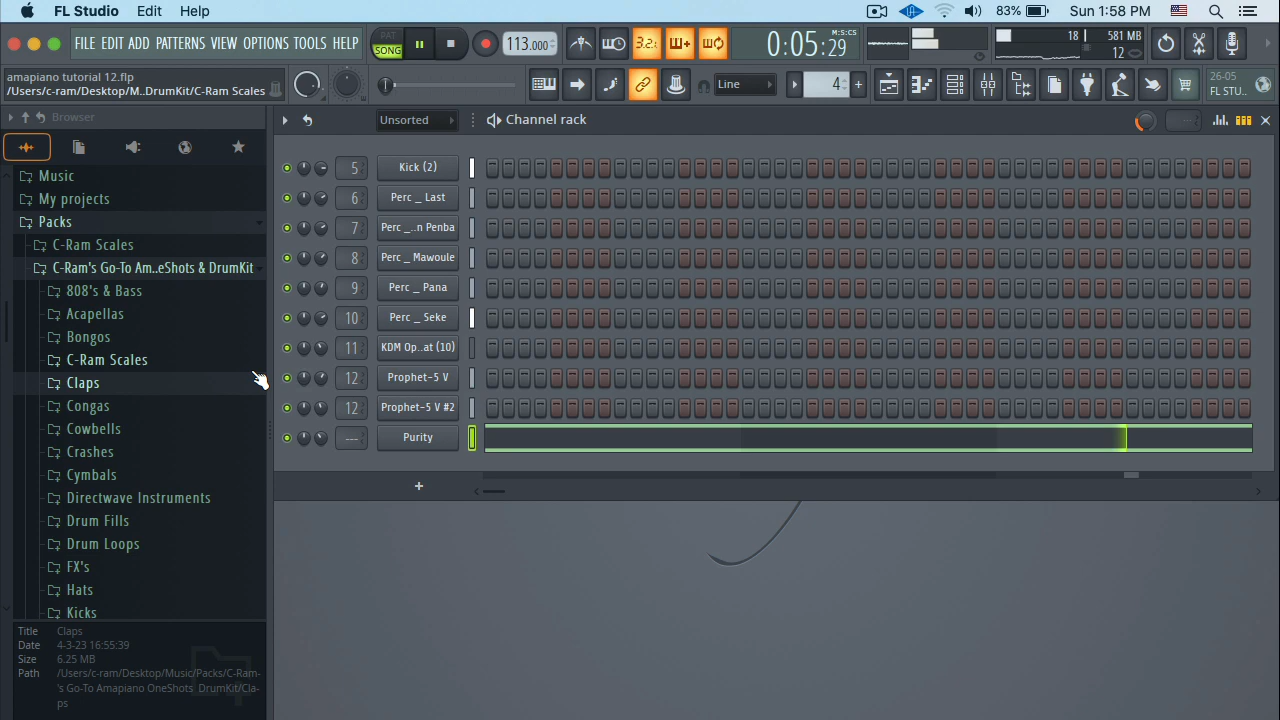 FL Studio Edit Help
83% Sun 1:58 PM
FILE EDIT ADD PATTERNS VIEW OPTIONS TOOLS HELP
PAT
SONG
113.000
3.2.
0:05:29
M:S:CS
18
581 MB
12
amapiano tutorial 12.flp
/Users/c-ram/Desktop/M..DrumKit/C-Ram Scales
Line
4
26-05
FL STU..
Browser
Unsorted
Channel rack
Music
My projects
Packs
C-Ram Scales
C-Ram's Go-To Am..eShots & DrumKit
808's & Bass
Acapellas
Bongos
C-Ram Scales
Claps
Congas
Cowbells
Crashes
Cymbals
Directwave Instruments
Drum Fills
Drum Loops
FX's
Hats
Kicks
5 Kick (2)
6 Perc _ Last
7 Perc _..n Penba
8 Perc _ Mawoule
9 Perc _ Pana
10 Perc _ Seke
11 KDM Op..at (10)
12 Prophet-5 V
12 Prophet-5 V #2
--- Purity
+
Title Claps
Date 4-3-23 16:55:39
Size 6.25 MB
Path /Users/c-ram/Desktop/Music/Packs/C-Ram-
's Go-To Amapiano OneShots DrumKit/Cla-
ps